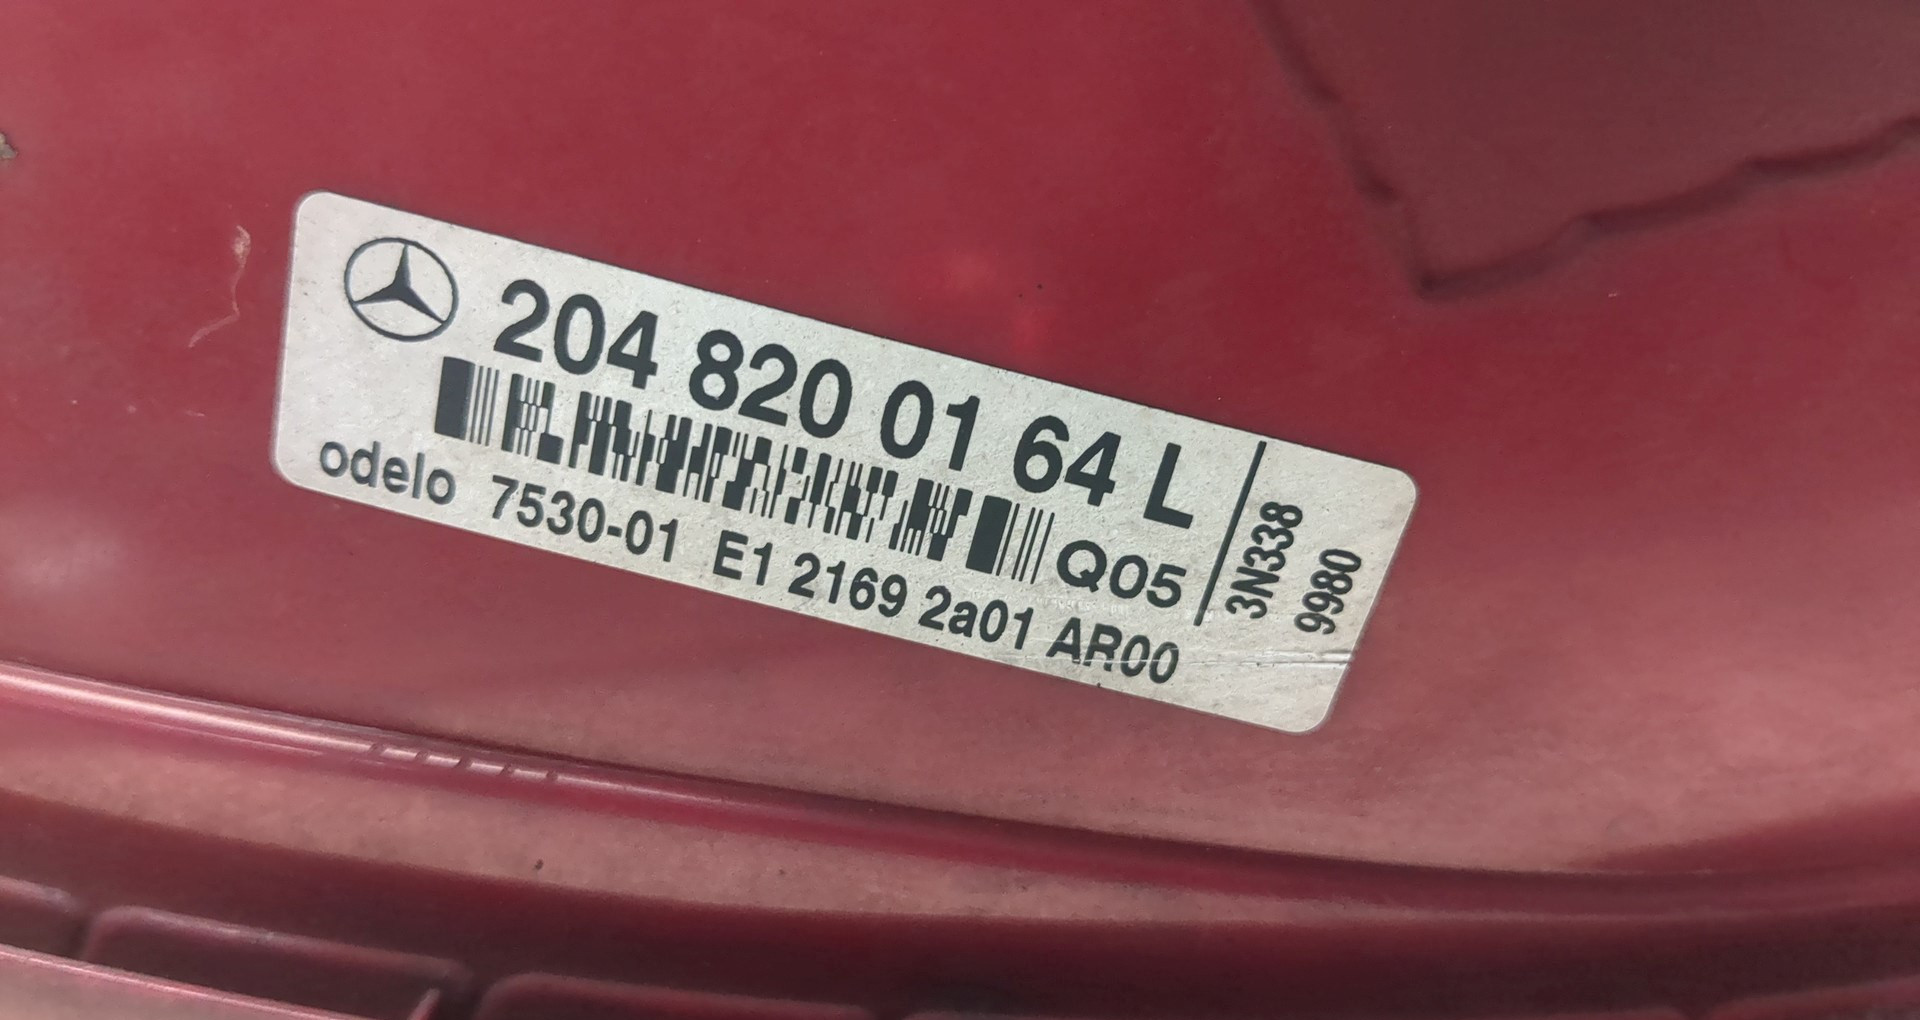 204 820 01 64 L
Q05
odelo 7530-01 E1 2169 2a01 AR00
3N338
9980